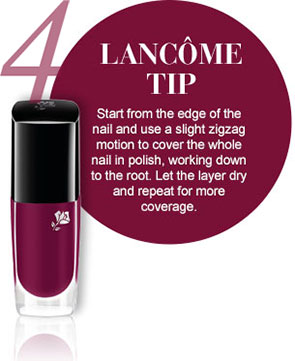 4
LANCÔME
TIP
Start from the edge of the
nail and use a slight zigzag
motion to cover the whole
nail in polish, working down
to the root. Let the layer dry
and repeat for more
coverage.